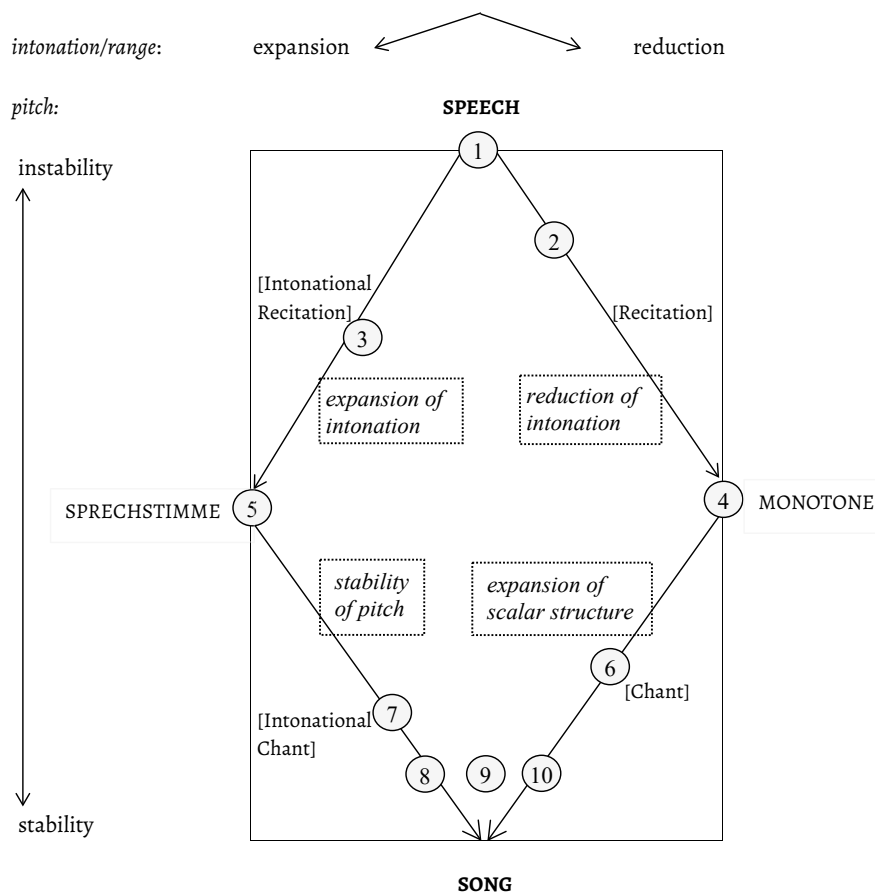 intonation/range: expansion reduction
pitch: SPEECH
instability
1
2
[Intonational
Recitation]
[Recitation]
3
expansion of
intonation
reduction of
intonation
SPRECHSTIMME 5
4 MONOTONE
stability
of pitch
expansion of
scalar structure
6
[Chant]
7
[Intonational
Chant]
8 9 10
stability
SONG